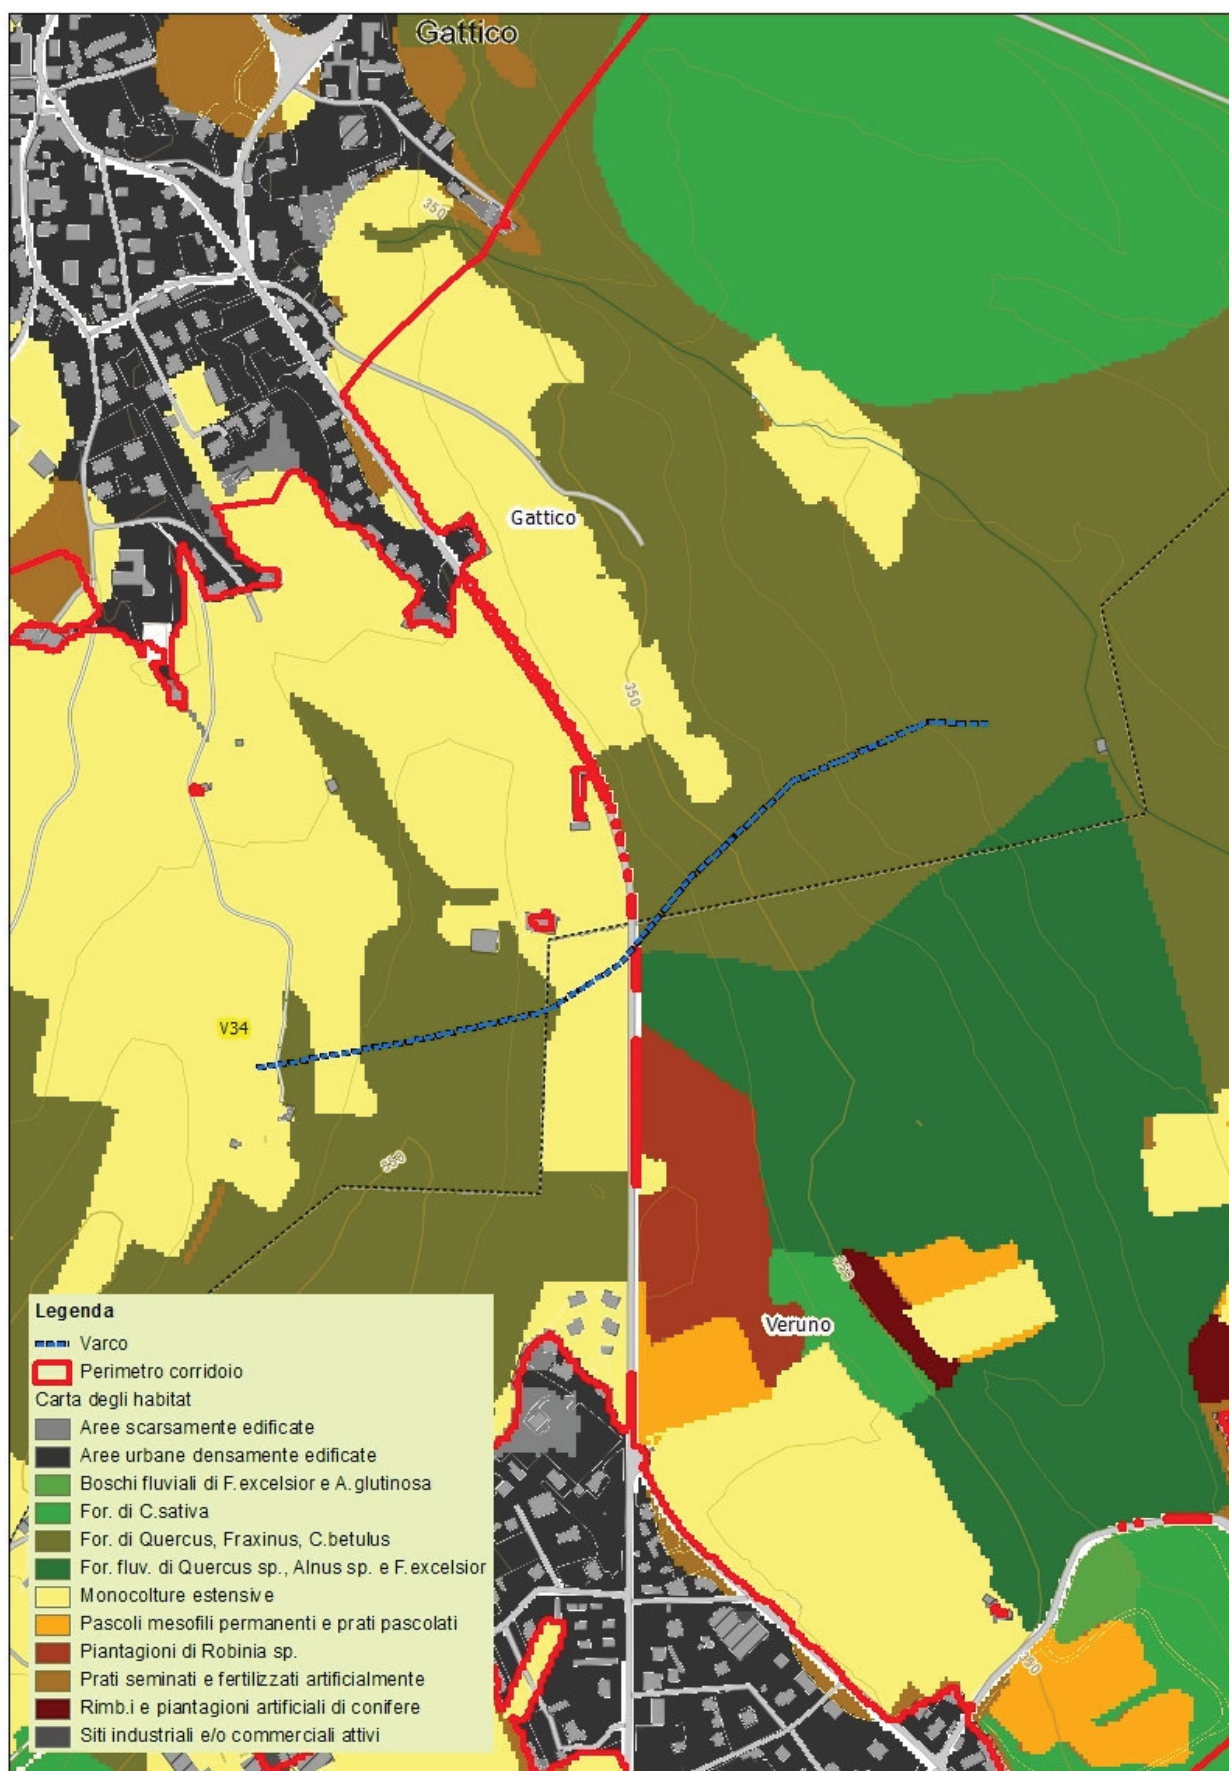 Gattico
350
Gattico
350
V34
350
350
Veruno
Legenda
Varco
Perimetro corridoio
Carta degli habitat
Aree scarsamente edificate
Aree urbane densamente edificate
Boschi fluviali di F.excelsior e A.glutinosa
For. di C.sativa
For. di Quercus, Fraxinus, C.betulus
For. fluv. di Quercus sp., Alnus sp. e F.excelsior
Monocolture estensive
Pascoli mesofili permanenti e prati pascolati
Piantagioni di Robinia sp.
Prati seminati e fertilizzati artificialmente
Rimb.i e piantagioni artificiali di conifere
Siti industriali e/o commerciali attivi
350